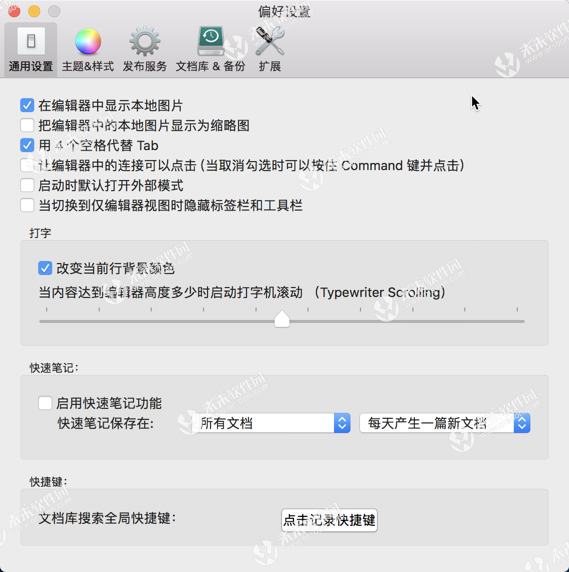 偏好设置
通用设置 主题&样式 发布服务 文档库 & 备份 扩展
在编辑器中显示本地图片
把编辑器中的本地图片显示为缩略图
用 4 个空格代替 Tab
让编辑器中的连接可以点击 (当取消勾选时可以按住 Command 键并点击)
启动时默认打开外部模式
当切换到仅编辑器视图时隐藏标签栏和工具栏
打字
改变当前行背景颜色
当内容达到编辑器高度多少时启动打字机滚动 (Typewriter Scrolling)
快速笔记:
启用快速笔记功能
快速笔记保存在: 所有文档 每天产生一篇新文档
快捷键:
文档库搜索全局快捷键: 点击记录快捷键